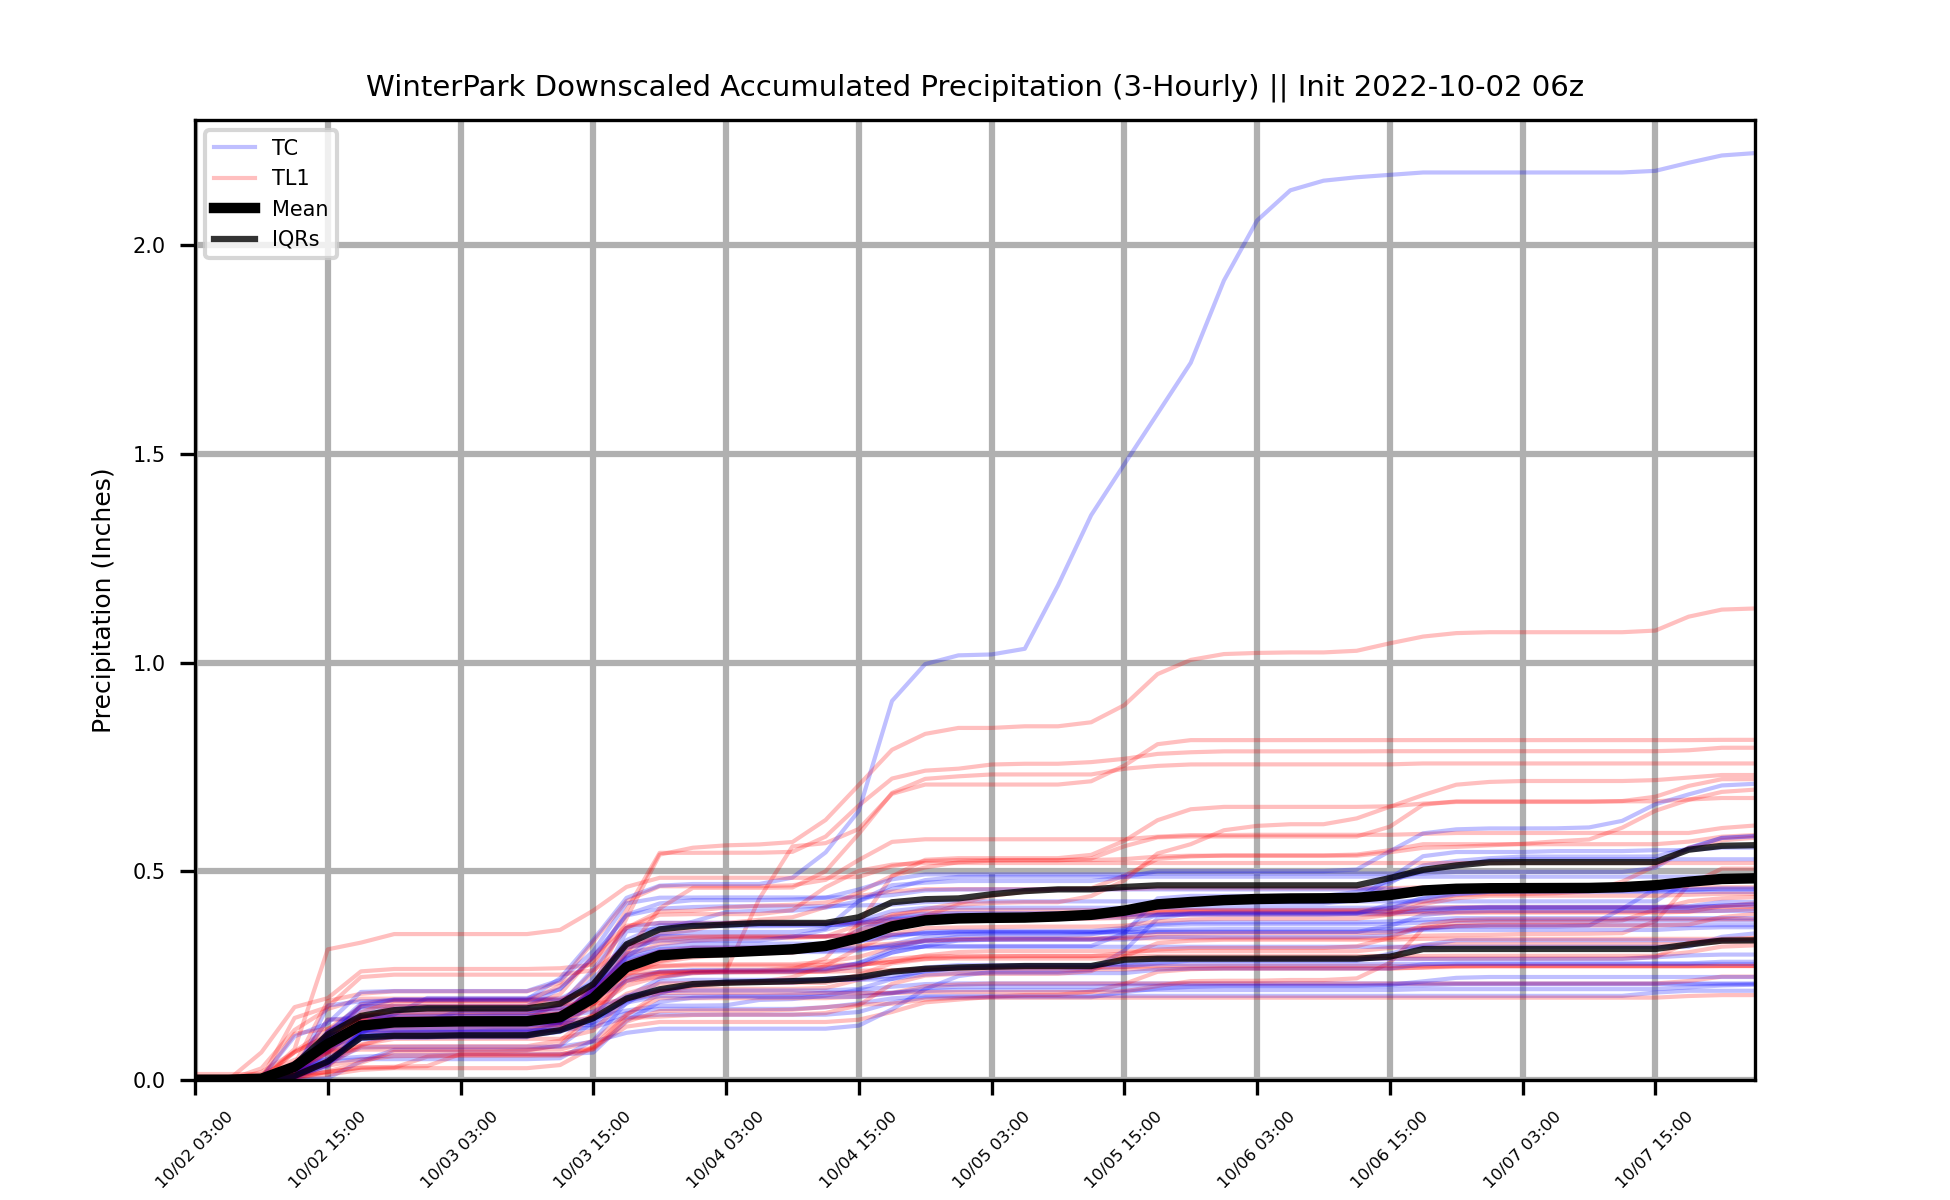 WinterPark Downscaled Accumulated Precipitation (3-Hourly) || Init 2022-10-02 06z
TC
TL1
Mean
IQRs
Precipitation (Inches)
2.0
1.5
1.0
0.5
0.0
10/02 03:00
10/02 15:00
10/03 03:00
10/03 15:00
10/04 03:00
10/04 15:00
10/05 03:00
10/05 15:00
10/06 03:00
10/06 15:00
10/07 03:00
10/07 15:00